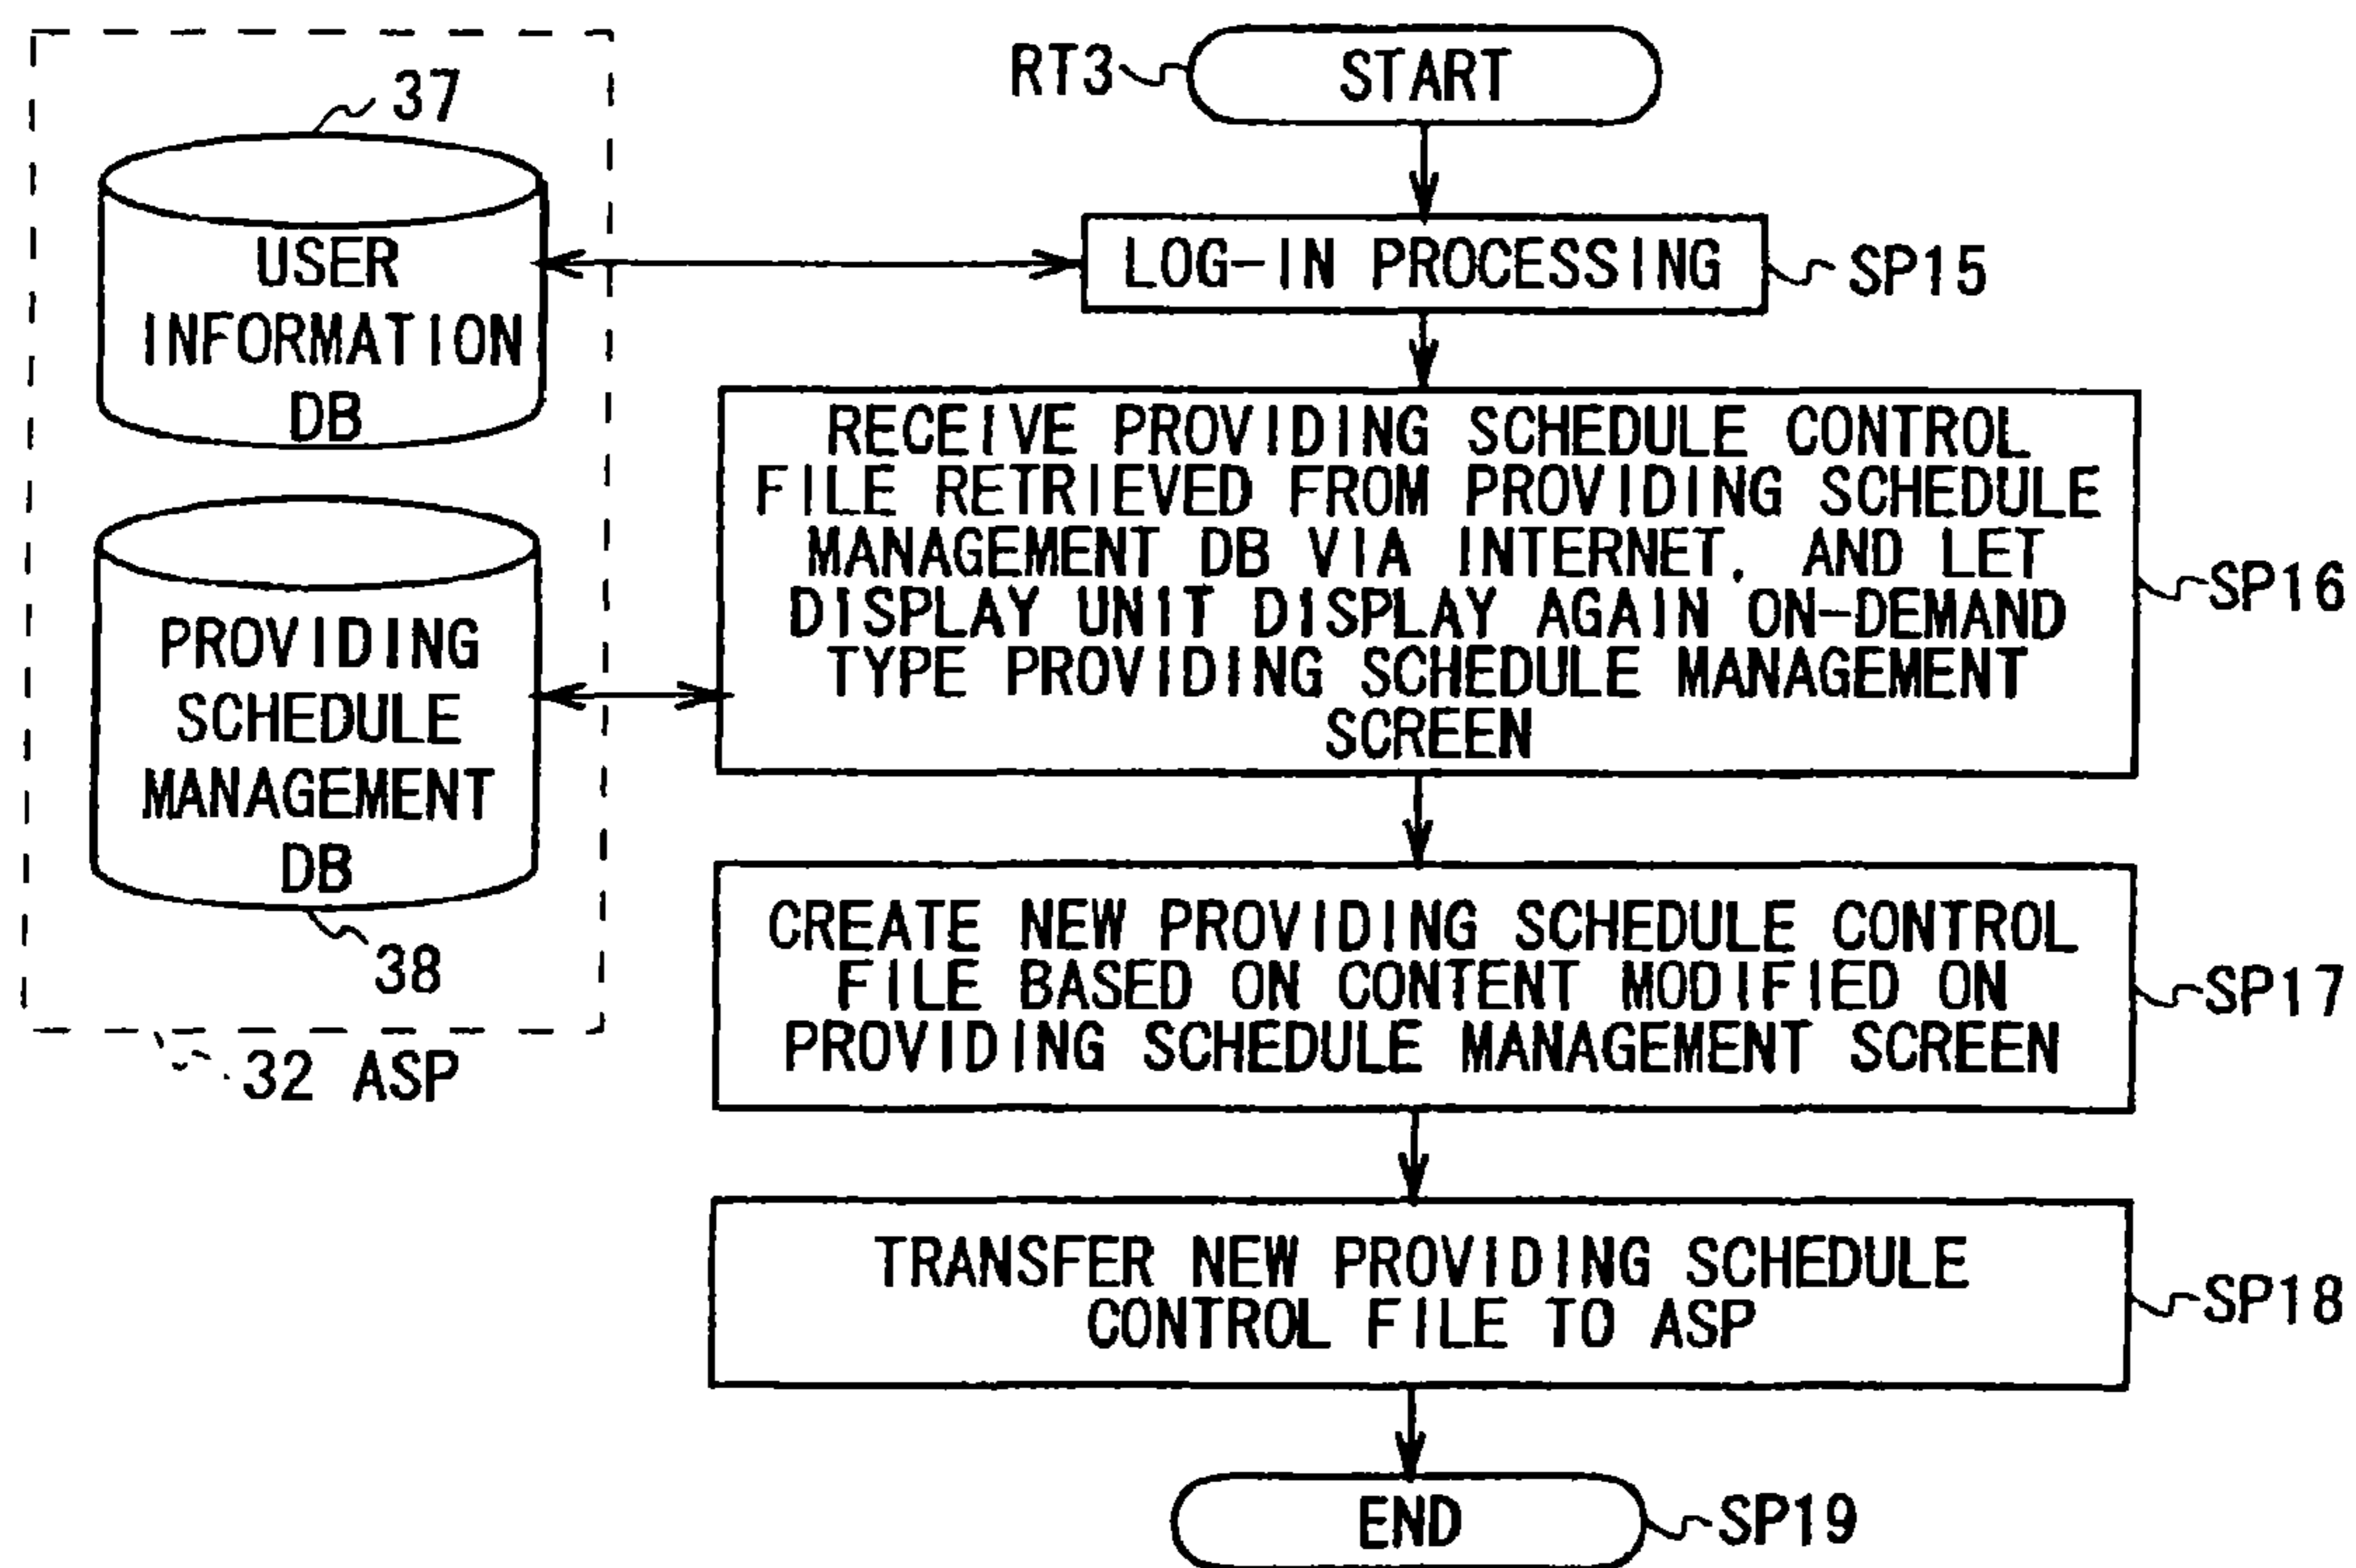 37
USER
INFORMATION
DB
PROVIDING
SCHEDULE
MANAGEMENT
DB
38
32 ASP
RT3
START
LOG-IN PROCESSING
SP15
RECEIVE PROVIDING SCHEDULE CONTROL
FILE RETRIEVED FROM PROVIDING SCHEDULE
MANAGEMENT DB VIA INTERNET, AND LET
DISPLAY UNIT DISPLAY AGAIN ON-DEMAND
TYPE PROVIDING SCHEDULE MANAGEMENT
SCREEN
SP16
CREATE NEW PROVIDING SCHEDULE CONTROL
FILE BASED ON CONTENT MODIFIED ON
PROVIDING SCHEDULE MANAGEMENT SCREEN
SP17
TRANSFER NEW PROVIDING SCHEDULE
CONTROL FILE TO ASP
SP18
END
SP19